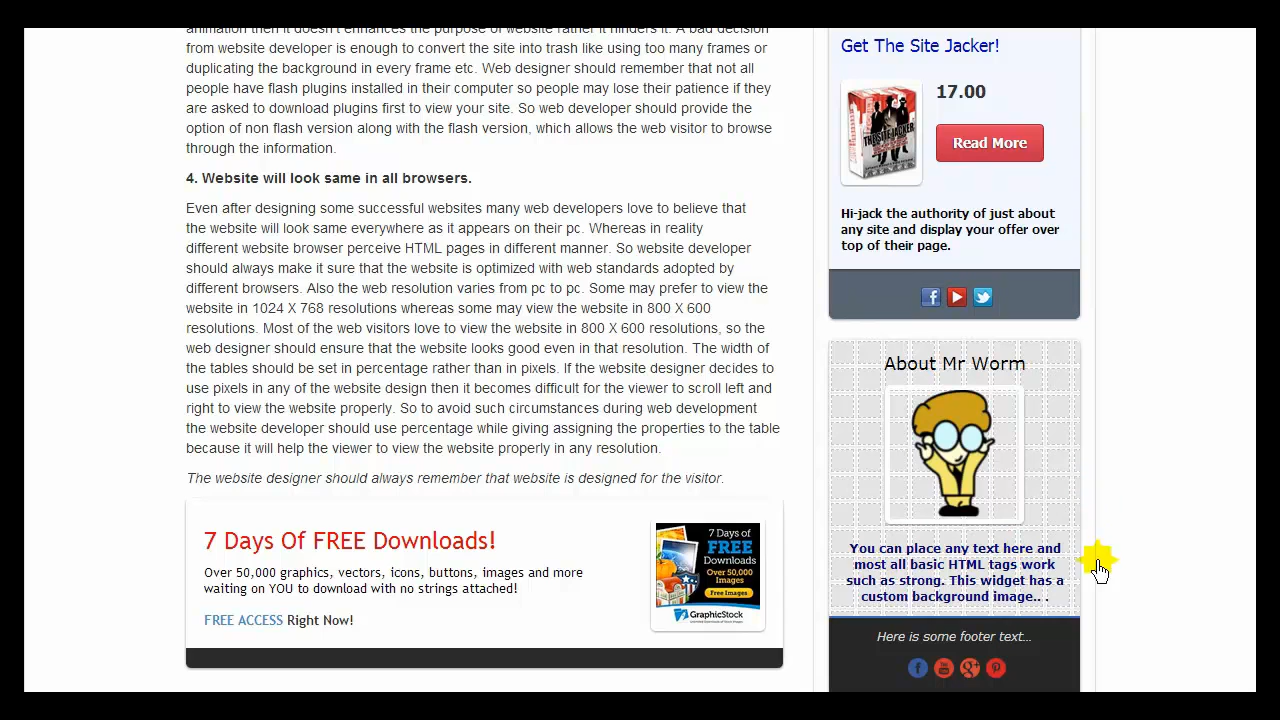 animation then it doesn't enhances the purpose of website rather it hinders it. A bad decision
from website developer is enough to convert the site into trash like using too many frames or
duplicating the background in every frame etc. Web designer should remember that not all
people have flash plugins installed in their computer so people may lose their patience if they
are asked to download plugins first to view your site. So web developer should provide the
option of non flash version along with the flash version, which allows the web visitor to browse
through the information.
4. Website will look same in all browsers.
Even after designing some successful websites many web developers love to believe that
the website will look same everywhere as it appears on their pc. Whereas in reality
different website browser perceive HTML pages in different manner. So website developer
should always make it sure that the website is optimized with web standards adopted by
different browsers. Also the web resolution varies from pc to pc. Some may prefer to view the
website in 1024 X 768 resolutions whereas some may view the website in 800 X 600
resolutions. Most of the web visitors love to view the website in 800 X 600 resolutions, so the
web designer should ensure that the website looks good even in that resolution. The width of
the tables should be set in percentage rather than in pixels. If the website designer decides to
use pixels in any of the website design then it becomes difficult for the viewer to scroll left and
right to view the website properly. So to avoid such circumstances during web development
the website developer should use percentage while giving assigning the properties to the table
because it will help the viewer to view the website properly in any resolution.
The website designer should always remember that website is designed for the visitor.
7 Days Of FREE Downloads!
Over 50,000 graphics, vectors, fonts, buttons, images and more
waiting on YOU to download with no strings attached!
FREE ACCESS Right Now!
7 Days of
FREE
Downloads
Over 50,000
Images
Free Images
GraphicStock
Get The Site Jacker!
17.00
THE SITE JACKER
Read More
Hi-jack the authority of just about
any site and display your offer over
top of their page.
About Mr Worm
You can place any text here and
most all basic HTML tags work
such as strong. This widget has a
custom background image.. .
Here is some footer text...